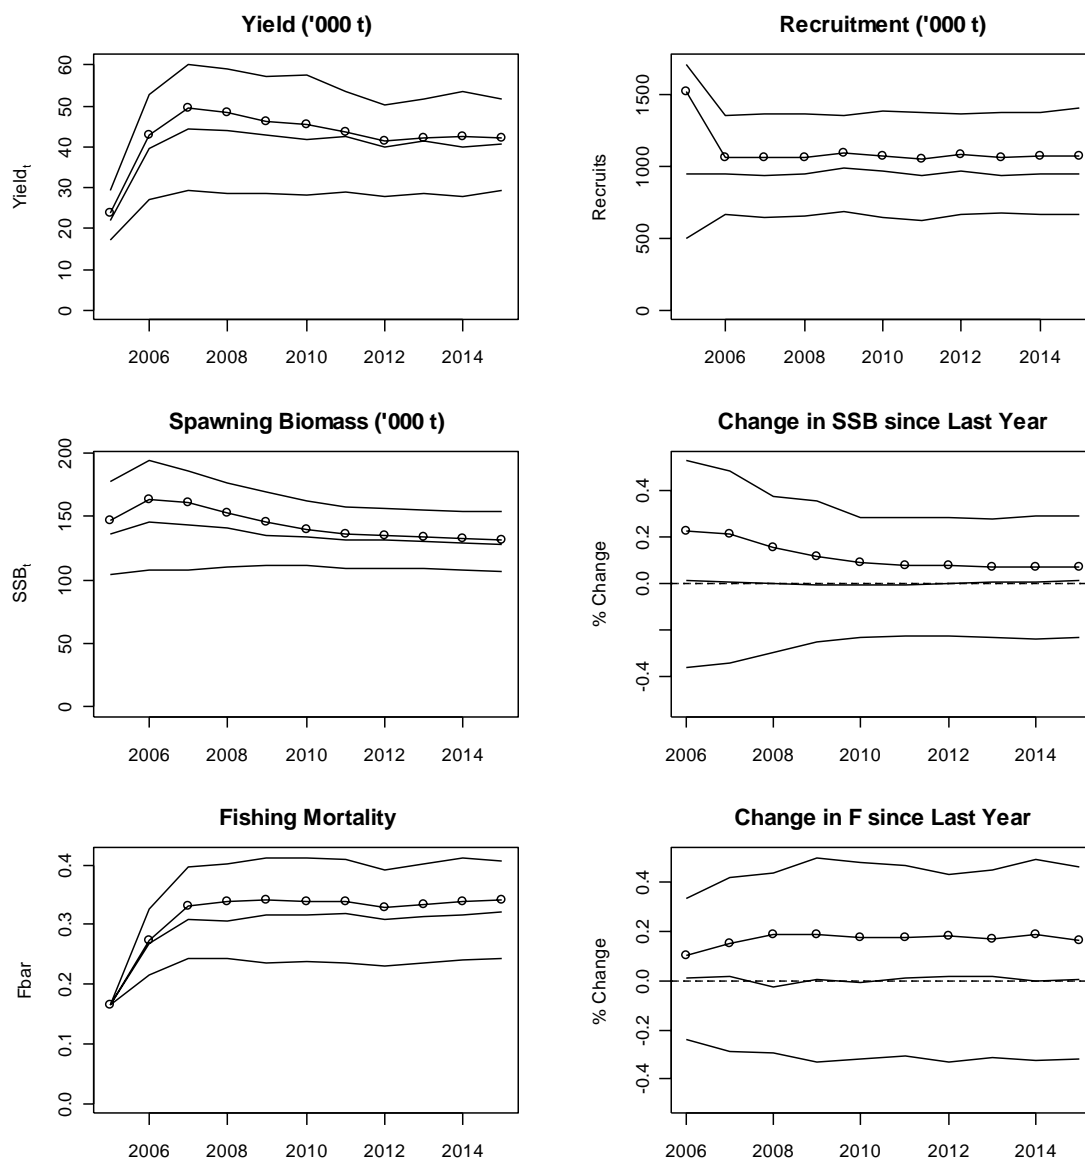 Yield ('000 t)
Yield_t
0 10 20 30 40 50 60
2006 2008 2010 2012 2014
Recruitment ('000 t)
Recruits
0 500 1000 1500
2006 2008 2010 2012 2014
Spawning Biomass ('000 t)
SSB_t
0 50 100 150 200
2006 2008 2010 2012 2014
Change in SSB since Last Year
% Change
-0.4 0.0 0.2 0.4
2006 2008 2010 2012 2014
Fishing Mortality
Fbar
0.0 0.1 0.2 0.3 0.4
2006 2008 2010 2012 2014
Change in F since Last Year
% Change
-0.4 -0.2 0.0 0.2 0.4
2006 2008 2010 2012 2014